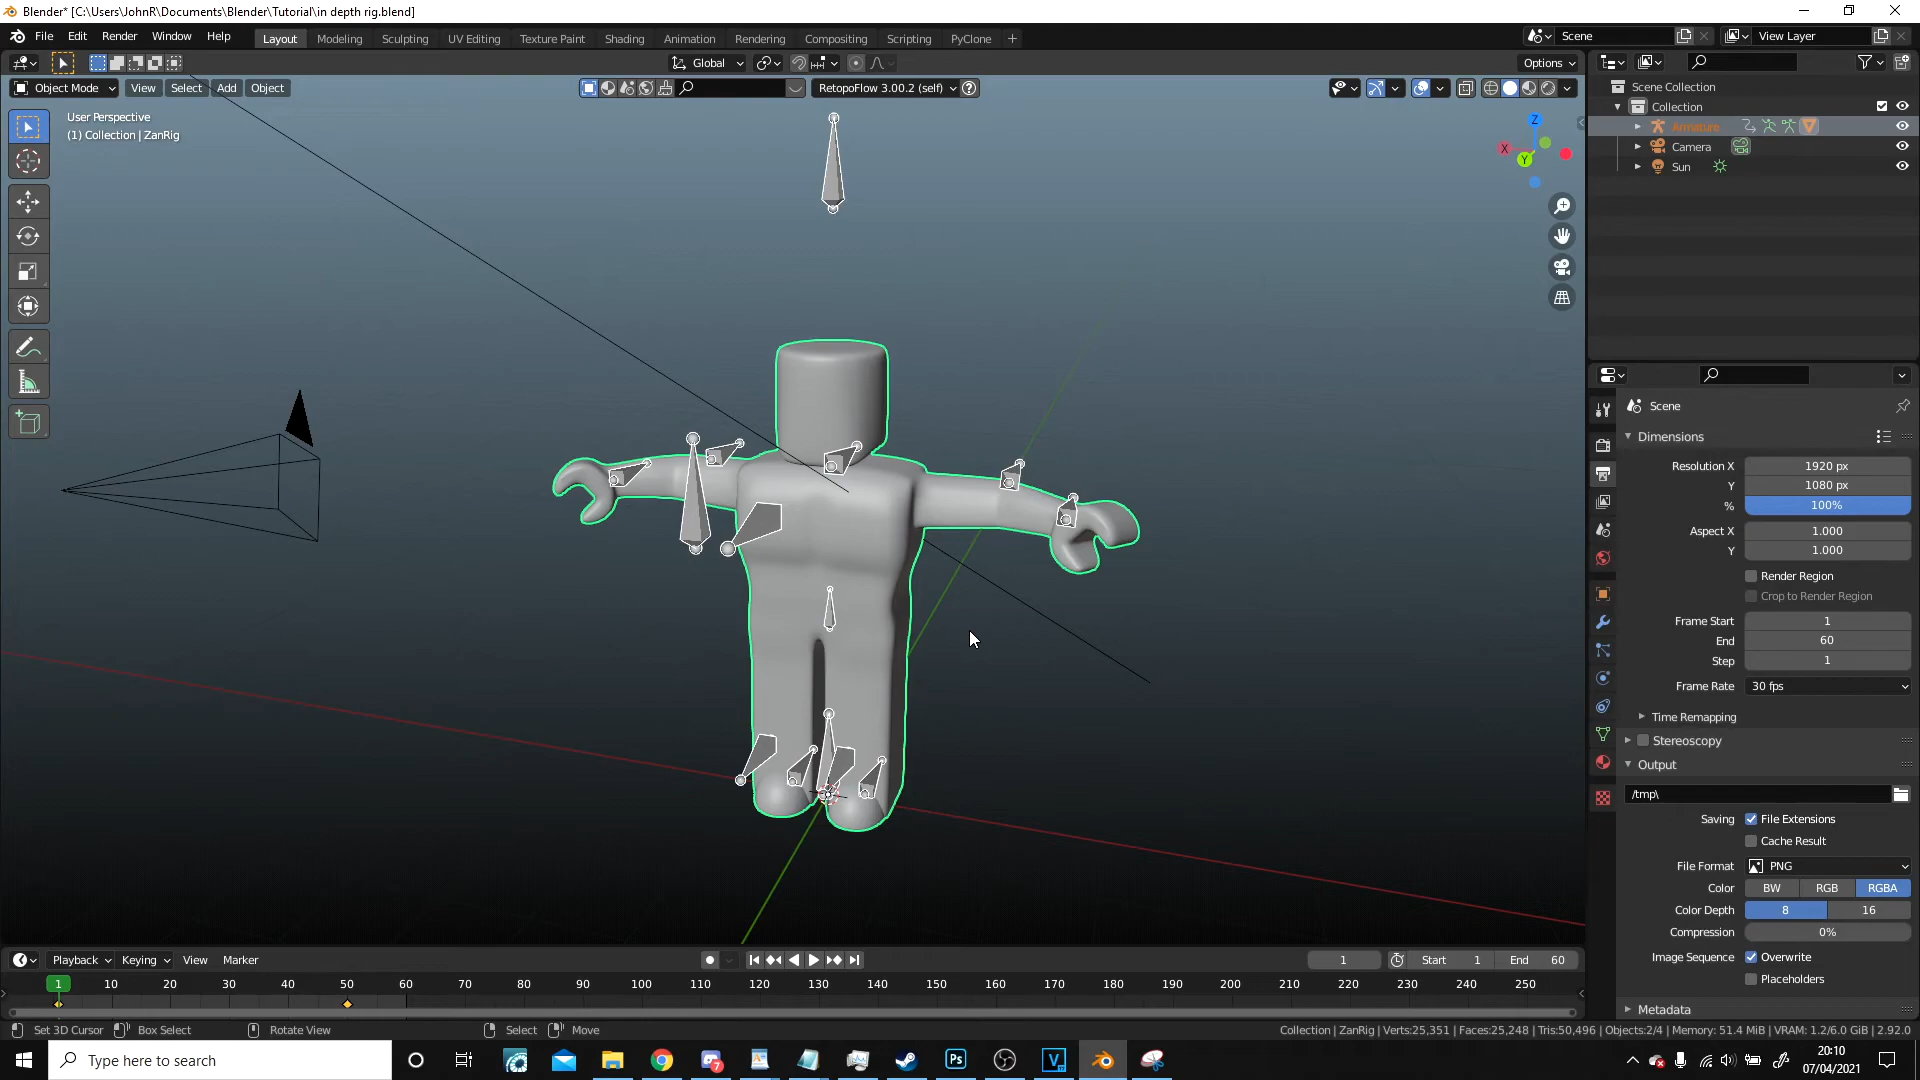 Blender* [C:\Users\JohnR\Documents\Blender\Tutorial\in depth rig.blend]
File Edit Render Window Help
Layout Modeling Sculpting UV Editing Texture Paint Shading Animation Rendering Compositing Scripting PyClone
Scene
View Layer
Global
Options
Object Mode View Select Add Object
RetopoFlow 3.00.2 (self)
User Perspective
(1) Collection | ZanRig
Z
X
Y
Scene Collection
Collection
Armature
Camera
Sun
Scene
Dimensions
Resolution X 1920 px
Y 1080 px
% 100%
Aspect X 1.000
Y 1.000
Render Region
Crop to Render Region
Frame Start 1
End 60
Step 1
Frame Rate 30 fps
Time Remapping
Stereoscopy
Output
/tmp\
Saving File Extensions
Cache Result
File Format PNG
Color BW RGB RGBA
Color Depth 8 16
Compression 0%
Image Sequence Overwrite
Placeholders
Metadata
Playback Keying View Marker
1
Start 1
End 60
1 10 20 30 40 50 60 70 80 90 100 110 120 130 140 150 160 170 180 190 200 210 220 230 240 250
Set 3D Cursor Box Select Rotate View Select Move
Collection | ZanRig | Verts:25,351 | Faces:25,248 | Tris:50,496 | Objects:2/4 | Memory: 51.4 MiB | VRAM: 1.2/6.0 GiB | 2.92.0
Type here to search
7
Ps
V
20:10
07/04/2021